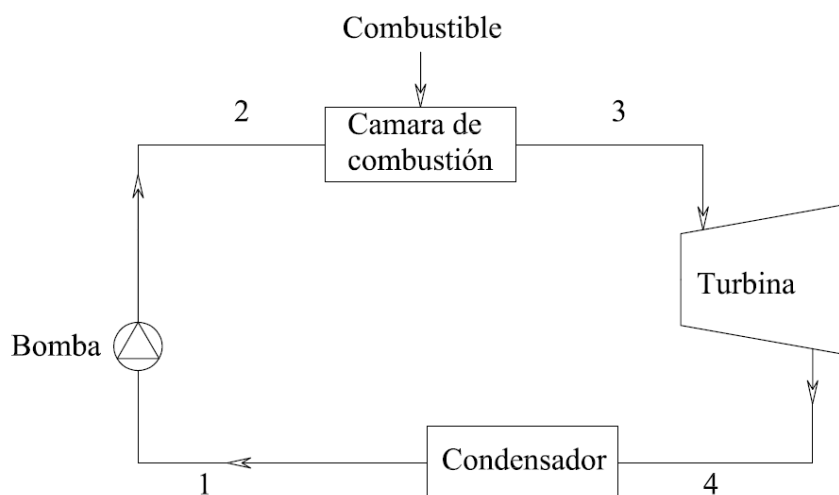 Combustible
2
Camara de
combustión
3
Turbina
Bomba
Condensador
1
4